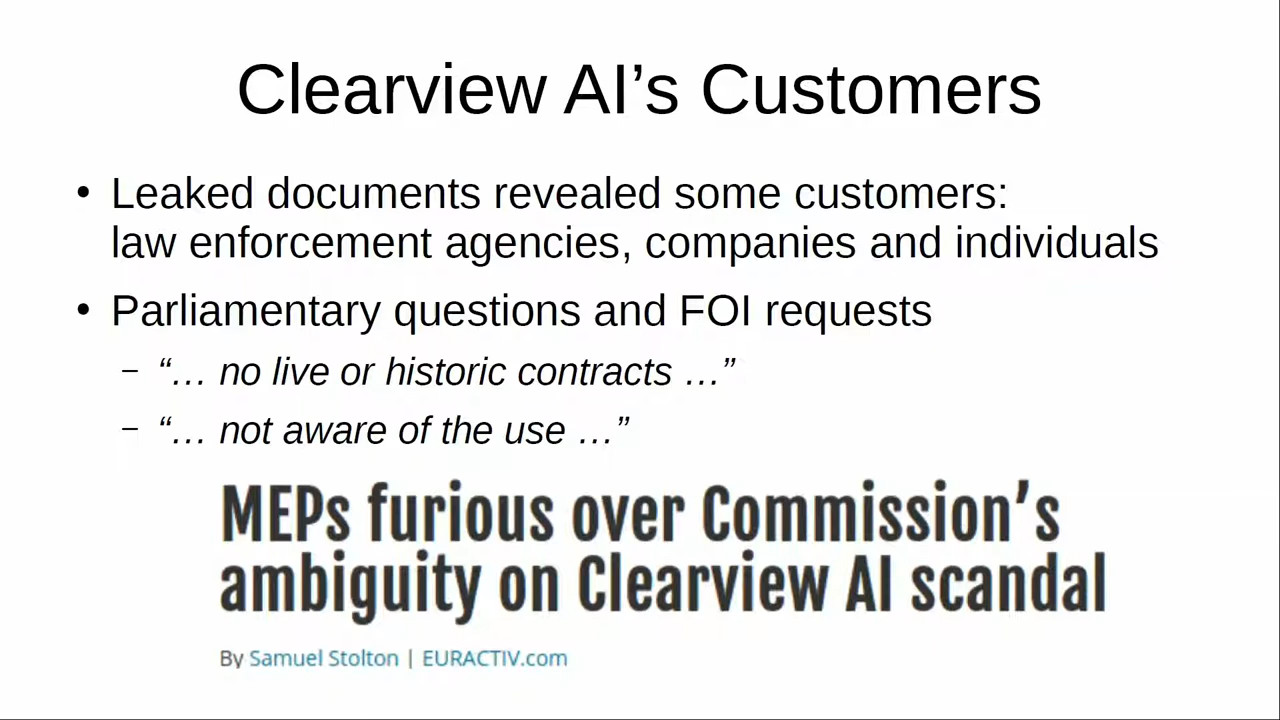 Clearview AI’s Customers
• Leaked documents revealed some customers:
law enforcement agencies, companies and individuals
• Parliamentary questions and FOI requests
– “… no live or historic contracts …”
– “… not aware of the use …”
MEPs furious over Commission’s
ambiguity on Clearview AI scandal
By Samuel Stolton | EURACTIV.com